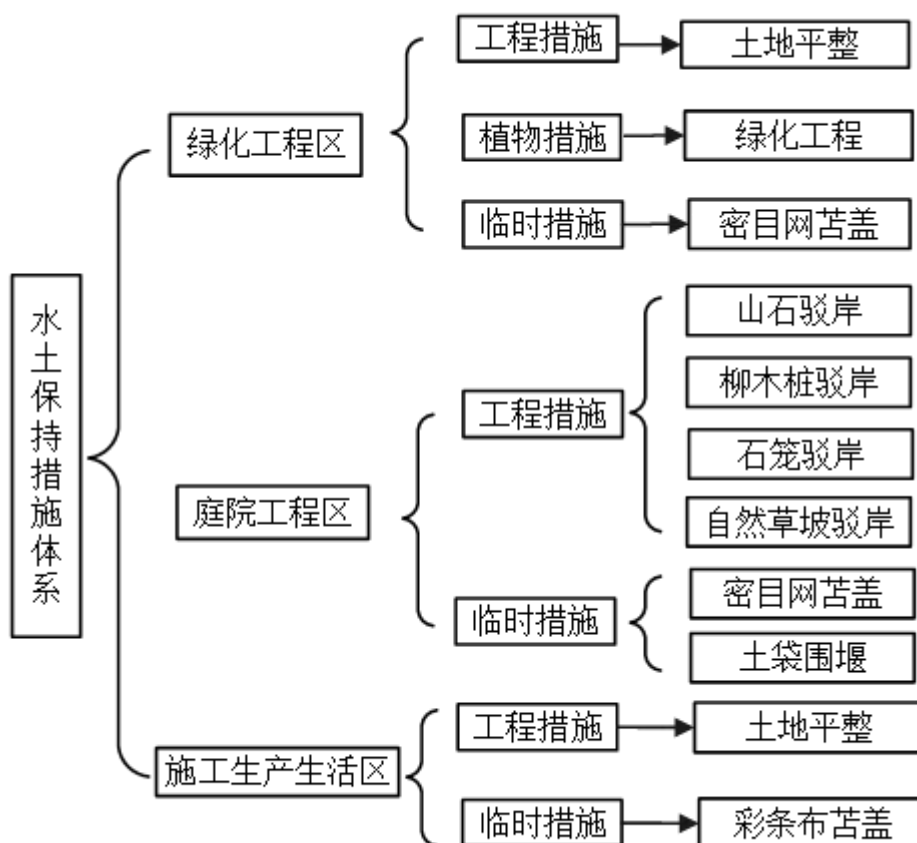 水土保持措施体系
绿化工程区
工程措施
土地平整
植物措施
绿化工程
临时措施
密目网苫盖
庭院工程区
工程措施
山石驳岸
柳木桩驳岸
石笼驳岸
自然草坡驳岸
临时措施
密目网苫盖
土袋围堰
施工生产生活区
工程措施
土地平整
临时措施
彩条布苫盖